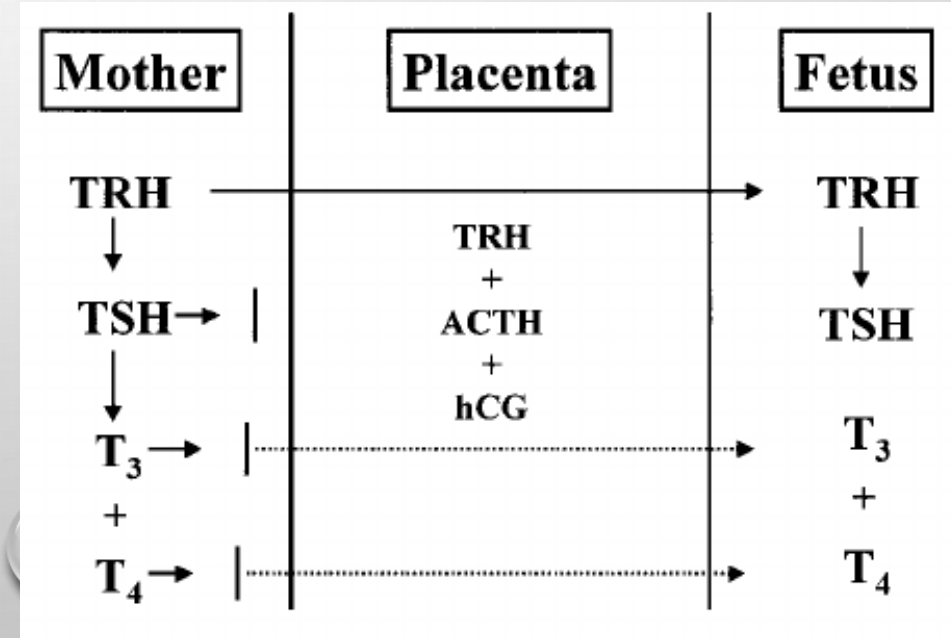 Mother
Placenta
Fetus
TRH
TSH
T3
+
T4
TRH
+
ACTH
+
hCG
TRH
TSH
T3
+
T4